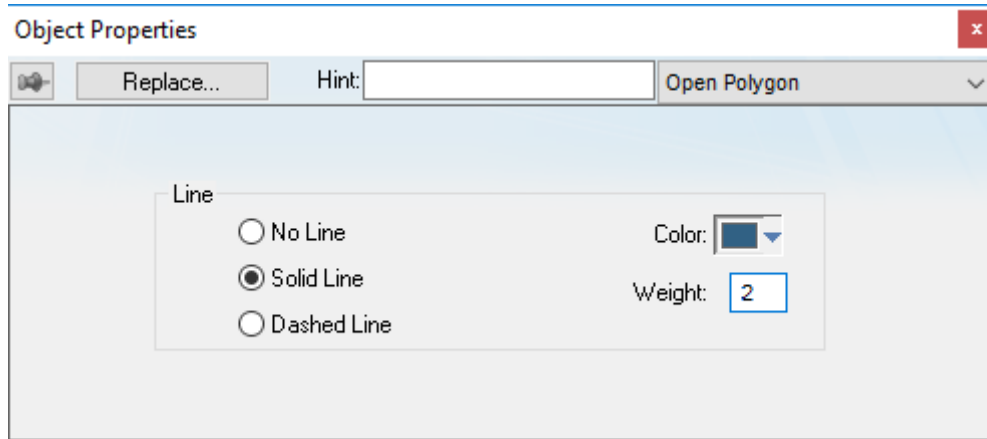 Object Properties
x
Replace... Hint: Open Polygon
Line
No Line Color:
Solid Line Weight: 2
Dashed Line